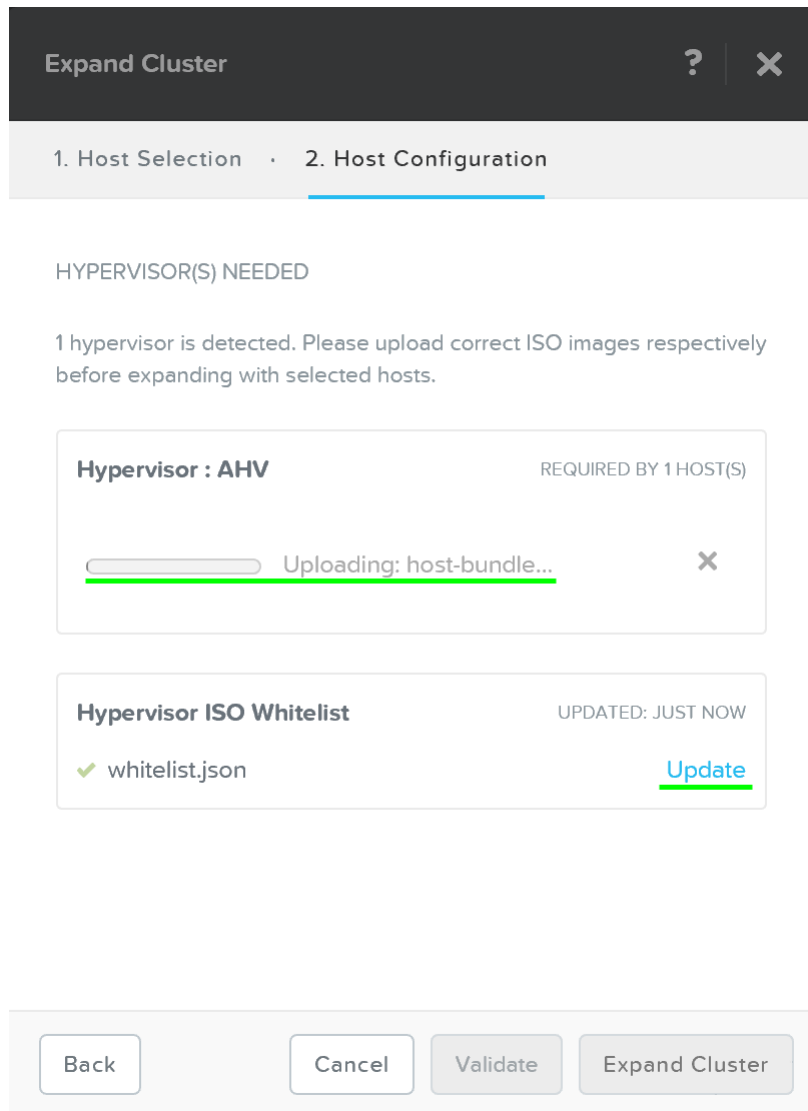 Expand Cluster ?
1. Host Selection · 2. Host Configuration
HYPERVISOR(S) NEEDED
1 hypervisor is detected. Please upload correct ISO images respectively
before expanding with selected hosts.
Hypervisor : AHV REQUIRED BY 1 HOST(S)
Uploading: host-bundle...
Hypervisor ISO Whitelist UPDATED: JUST NOW
whitelist.json Update
Back Cancel Validate Expand Cluster